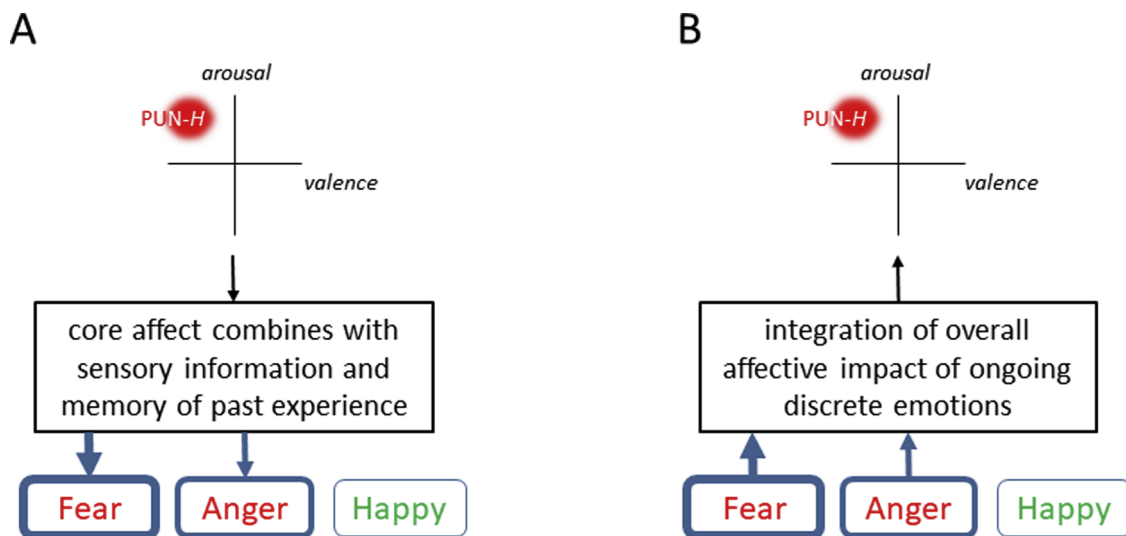 A
arousal
PUN-H
valence
core affect combines with
sensory information and
memory of past experience
Fear
Anger
Happy
B
arousal
PUN-H
valence
integration of overall
affective impact of ongoing
discrete emotions
Fear
Anger
Happy